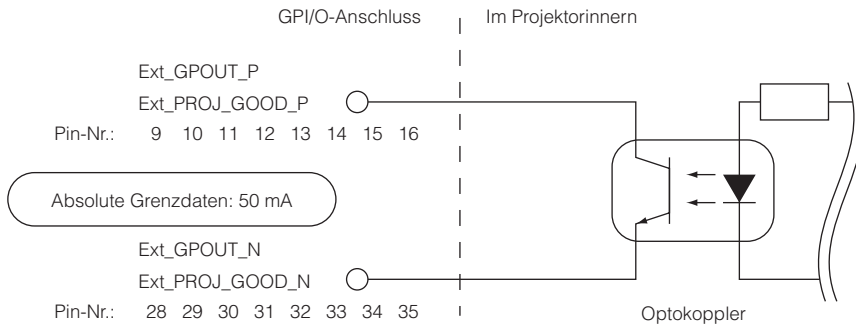 GPI/O-Anschluss
Im Projektorinnern
Ext_GPOUT_P
Ext_PROJ_GOOD_P
Pin-Nr.: 9 10 11 12 13 14 15 16
Absolute Grenzdaten: 50 mA
Ext_GPOUT_N
Ext_PROJ_GOOD_N
Pin-Nr.: 28 29 30 31 32 33 34 35
Optokoppler